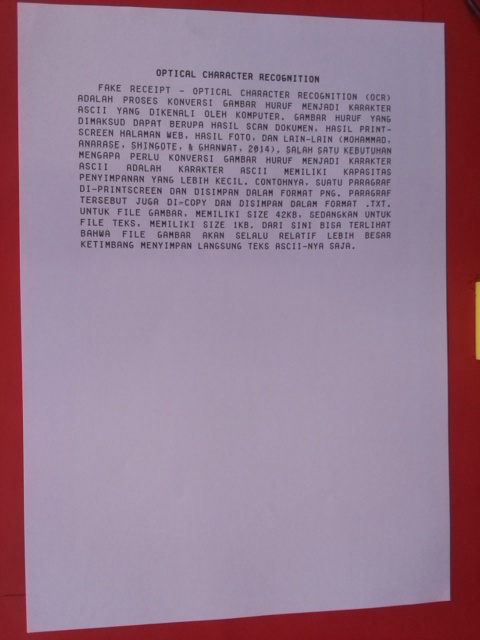 OPTICAL CHARACTER RECOGNITION
FAKE RECEIPT - OPTICAL CHARACTER RECOGNITION (OCR)
ADALAH PROSES KONVERSI GAMBAR HURUF MENJADI KARAKTER
ASCII YANG DIKENALI OLEH KOMPUTER. GAMBAR HURUF YANG
DIMAKSUD DAPAT BERUPA HASIL SCAN DOKUMEN, HASIL PRINT-
SCREEN HALAMAN WEB, HASIL FOTO, DAN LAIN-LAIN (MOHAMMAD,
ANARASE, SHINGOTE, & GHANWAT, 2014). SALAH SATU KEBUTUHAN
MENGAPA PERLU KONVERSI GAMBAR HURUF MENJADI KARAKTER
ASCII ADALAH KARAKTER ASCII MEMILIKI KAPASITAS
PENYIMPANAN YANG LEBIH KECIL. CONTOHNYA, SUATU PARAGRAF
DI-PRINTSCREEN DAN DISIMPAN DALAM FORMAT PNG. PARAGRAF
TERSEBUT JUGA DI-COPY DAN DISIMPAN DALAM FORMAT .TXT.
UNTUK FILE GAMBAR, MEMILIKI SIZE 42KB, SEDANGKAN UNTUK
FILE TEKS, MEMILIKI SIZE 1KB. DARI SINI BISA TERLIHAT
BAHWA FILE GAMBAR AKAN SELALU RELATIF LEBIH BESAR
KETIMBANG MENYIMPAN LANGSUNG TEKS ASCII-NYA SAJA.